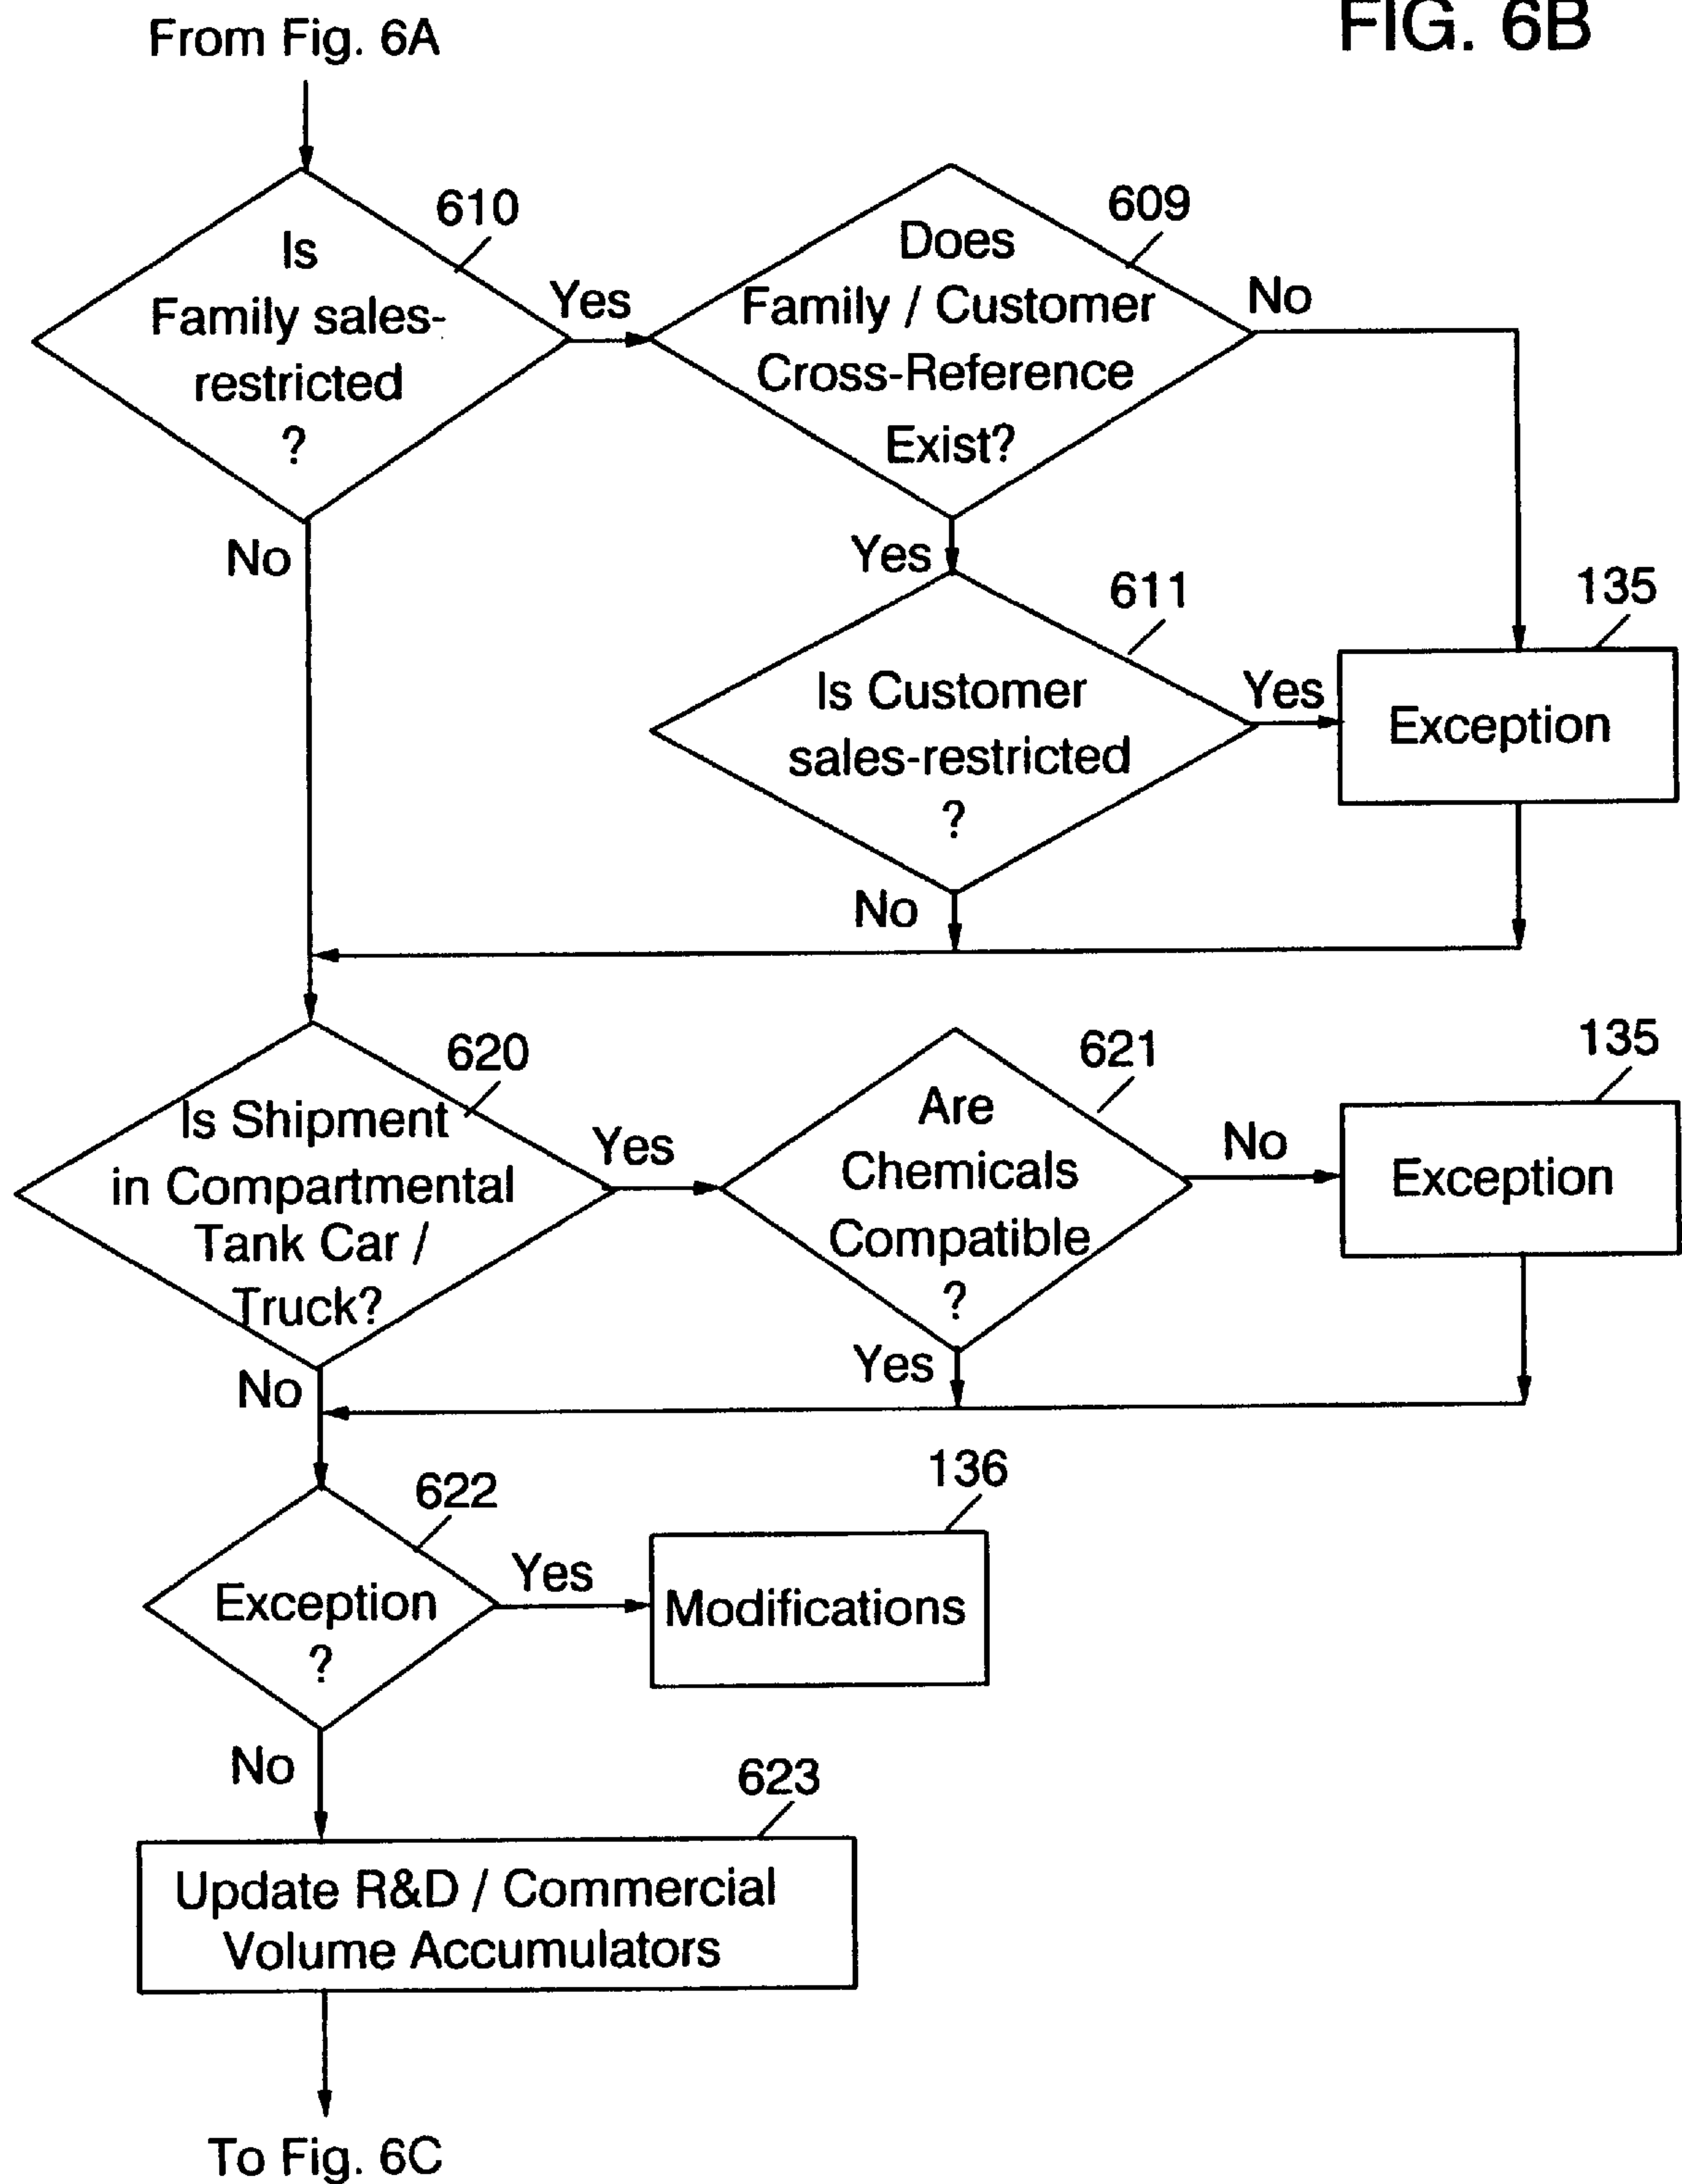 FIG. 6B
From Fig. 6A
610
Is
Family sales-
restricted
?
Yes
No
609
Does
Family / Customer
Cross-Reference
Exist?
No
Yes
611
Is Customer
sales-restricted
?
Yes
No
135
Exception
620
Is Shipment
in Compartmental
Tank Car /
Truck?
Yes
No
621
Are
Chemicals
Compatible
?
No
Yes
135
Exception
622
Exception
?
Yes
No
136
Modifications
623
Update R&D / Commercial
Volume Accumulators
To Fig. 6C